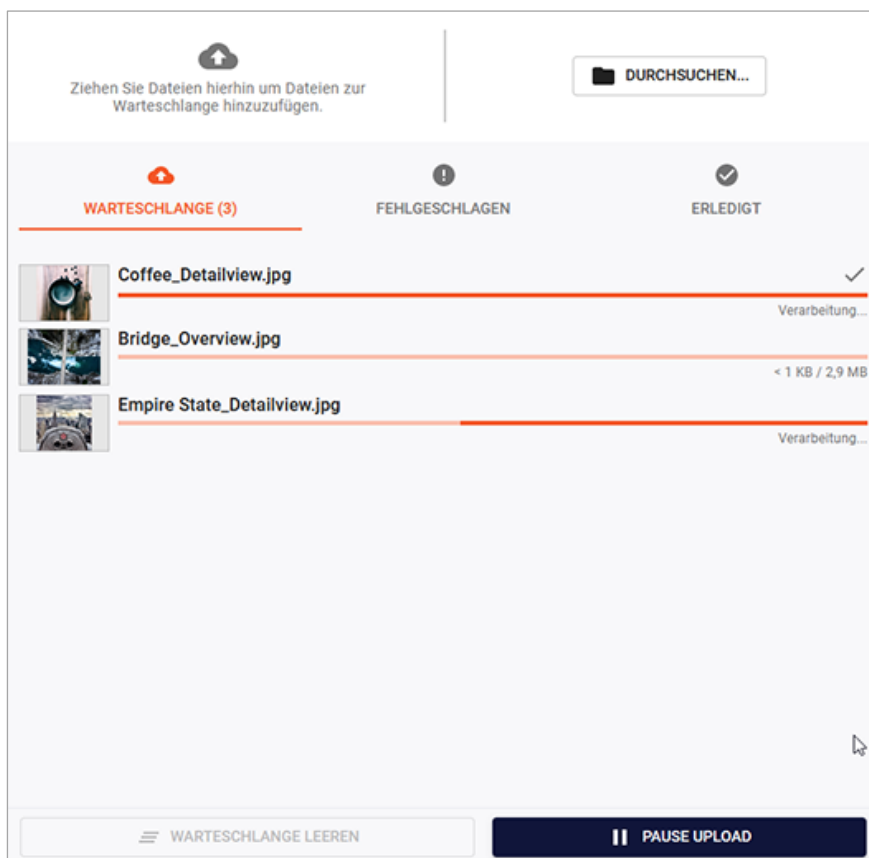 Ziehen Sie Dateien hierhin um Dateien zur
Warteschlange hinzuzufügen.
DURCHSUCHEN...
WARTESCHLANGE (3)
FEHLGESCHLAGEN
ERLEDIGT
Coffee_Detailview.jpg
Verarbeitung...
Bridge_Overview.jpg
< 1 KB / 2,9 MB
Empire State_Detailview.jpg
Verarbeitung...
WARTESCHLANGE LEEREN
PAUSE UPLOAD